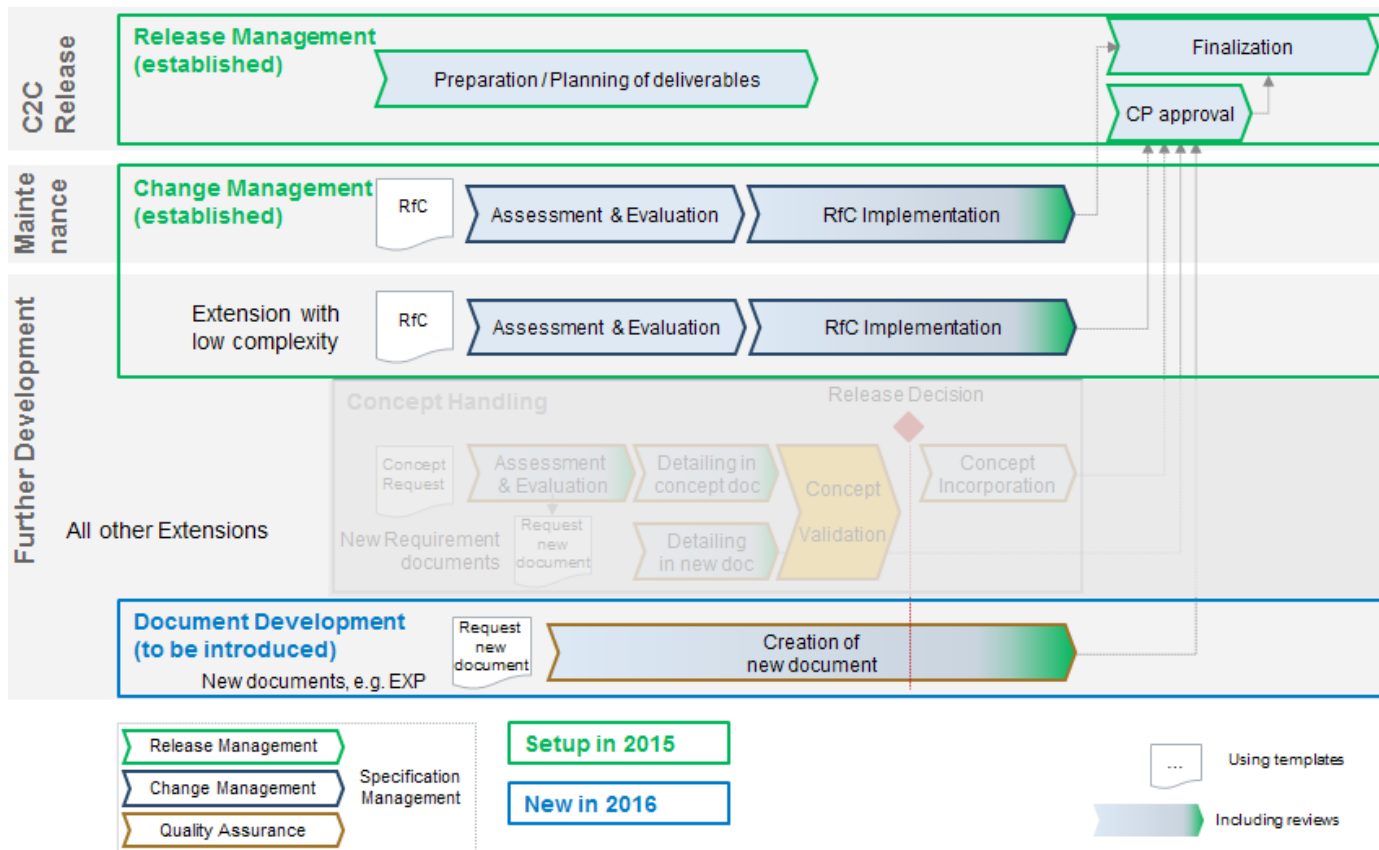 C2C
Release
Release Management
(established)
Preparation / Planning of deliverables
Finalization
CP approval
Mainte
nance
Change Management
(established)
RfC
Assessment & Evaluation
RfC Implementation
Further Development
Extension with
low complexity
RfC
Assessment & Evaluation
RfC Implementation
Concept Handling
Release Decision
Concept
Request
Assessment
& Evaluation
Detailing in
concept doc
Concept
Validation
Concept
Incorporation
All other Extensions
New Requirement
documents
Request
new
document
Detailing
in new doc
Document Development
(to be introduced)
New documents, e.g. EXP
Request
new
document
Creation of
new document
Release Management
Change Management
Quality Assurance
Specification
Management
Setup in 2015
New in 2016
...
Using templates
Including reviews